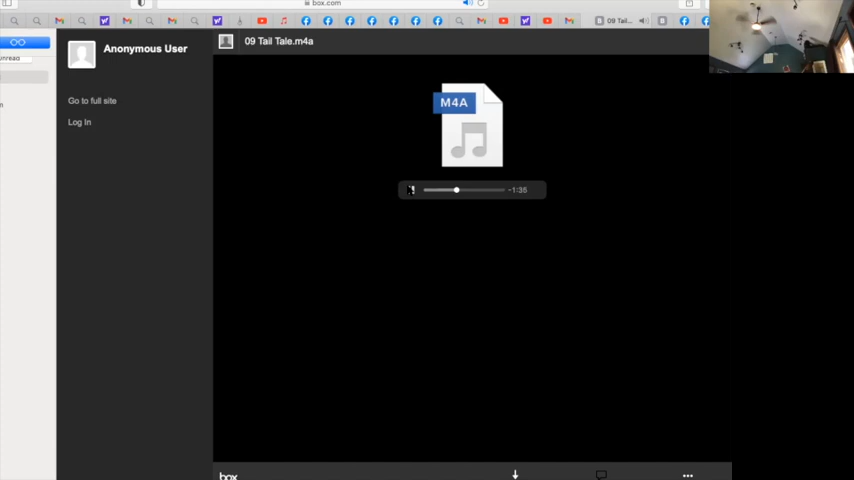 box.com
09 Tail...
nread
Anonymous User
Go to full site
Log In
09 Tail Tale.m4a
M4A
-1:35
box